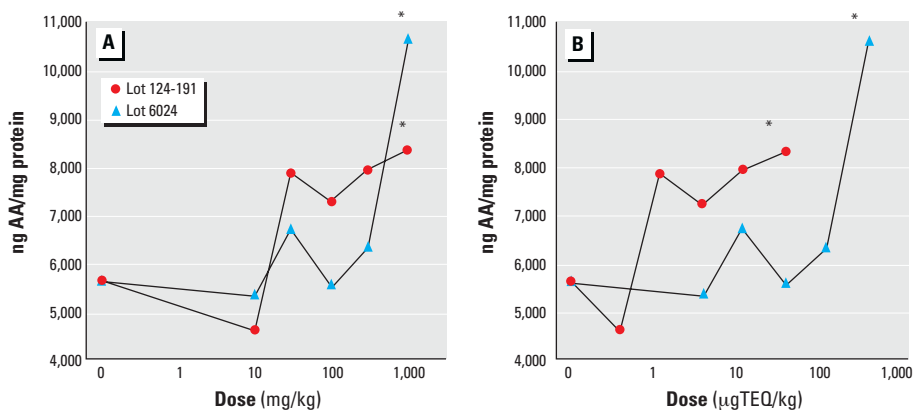 A
ng AA/mg protein
11,000
10,000
9,000
8,000
7,000
6,000
5,000
4,000
Lot 124-191
Lot 6024
*
*
0 1 10 100 1,000
Dose (mg/kg)
B
ng AA/mg protein
11,000
10,000
9,000
8,000
7,000
6,000
5,000
4,000
*
*
0 1 10 100 1,000
Dose (µgTEQ/kg)